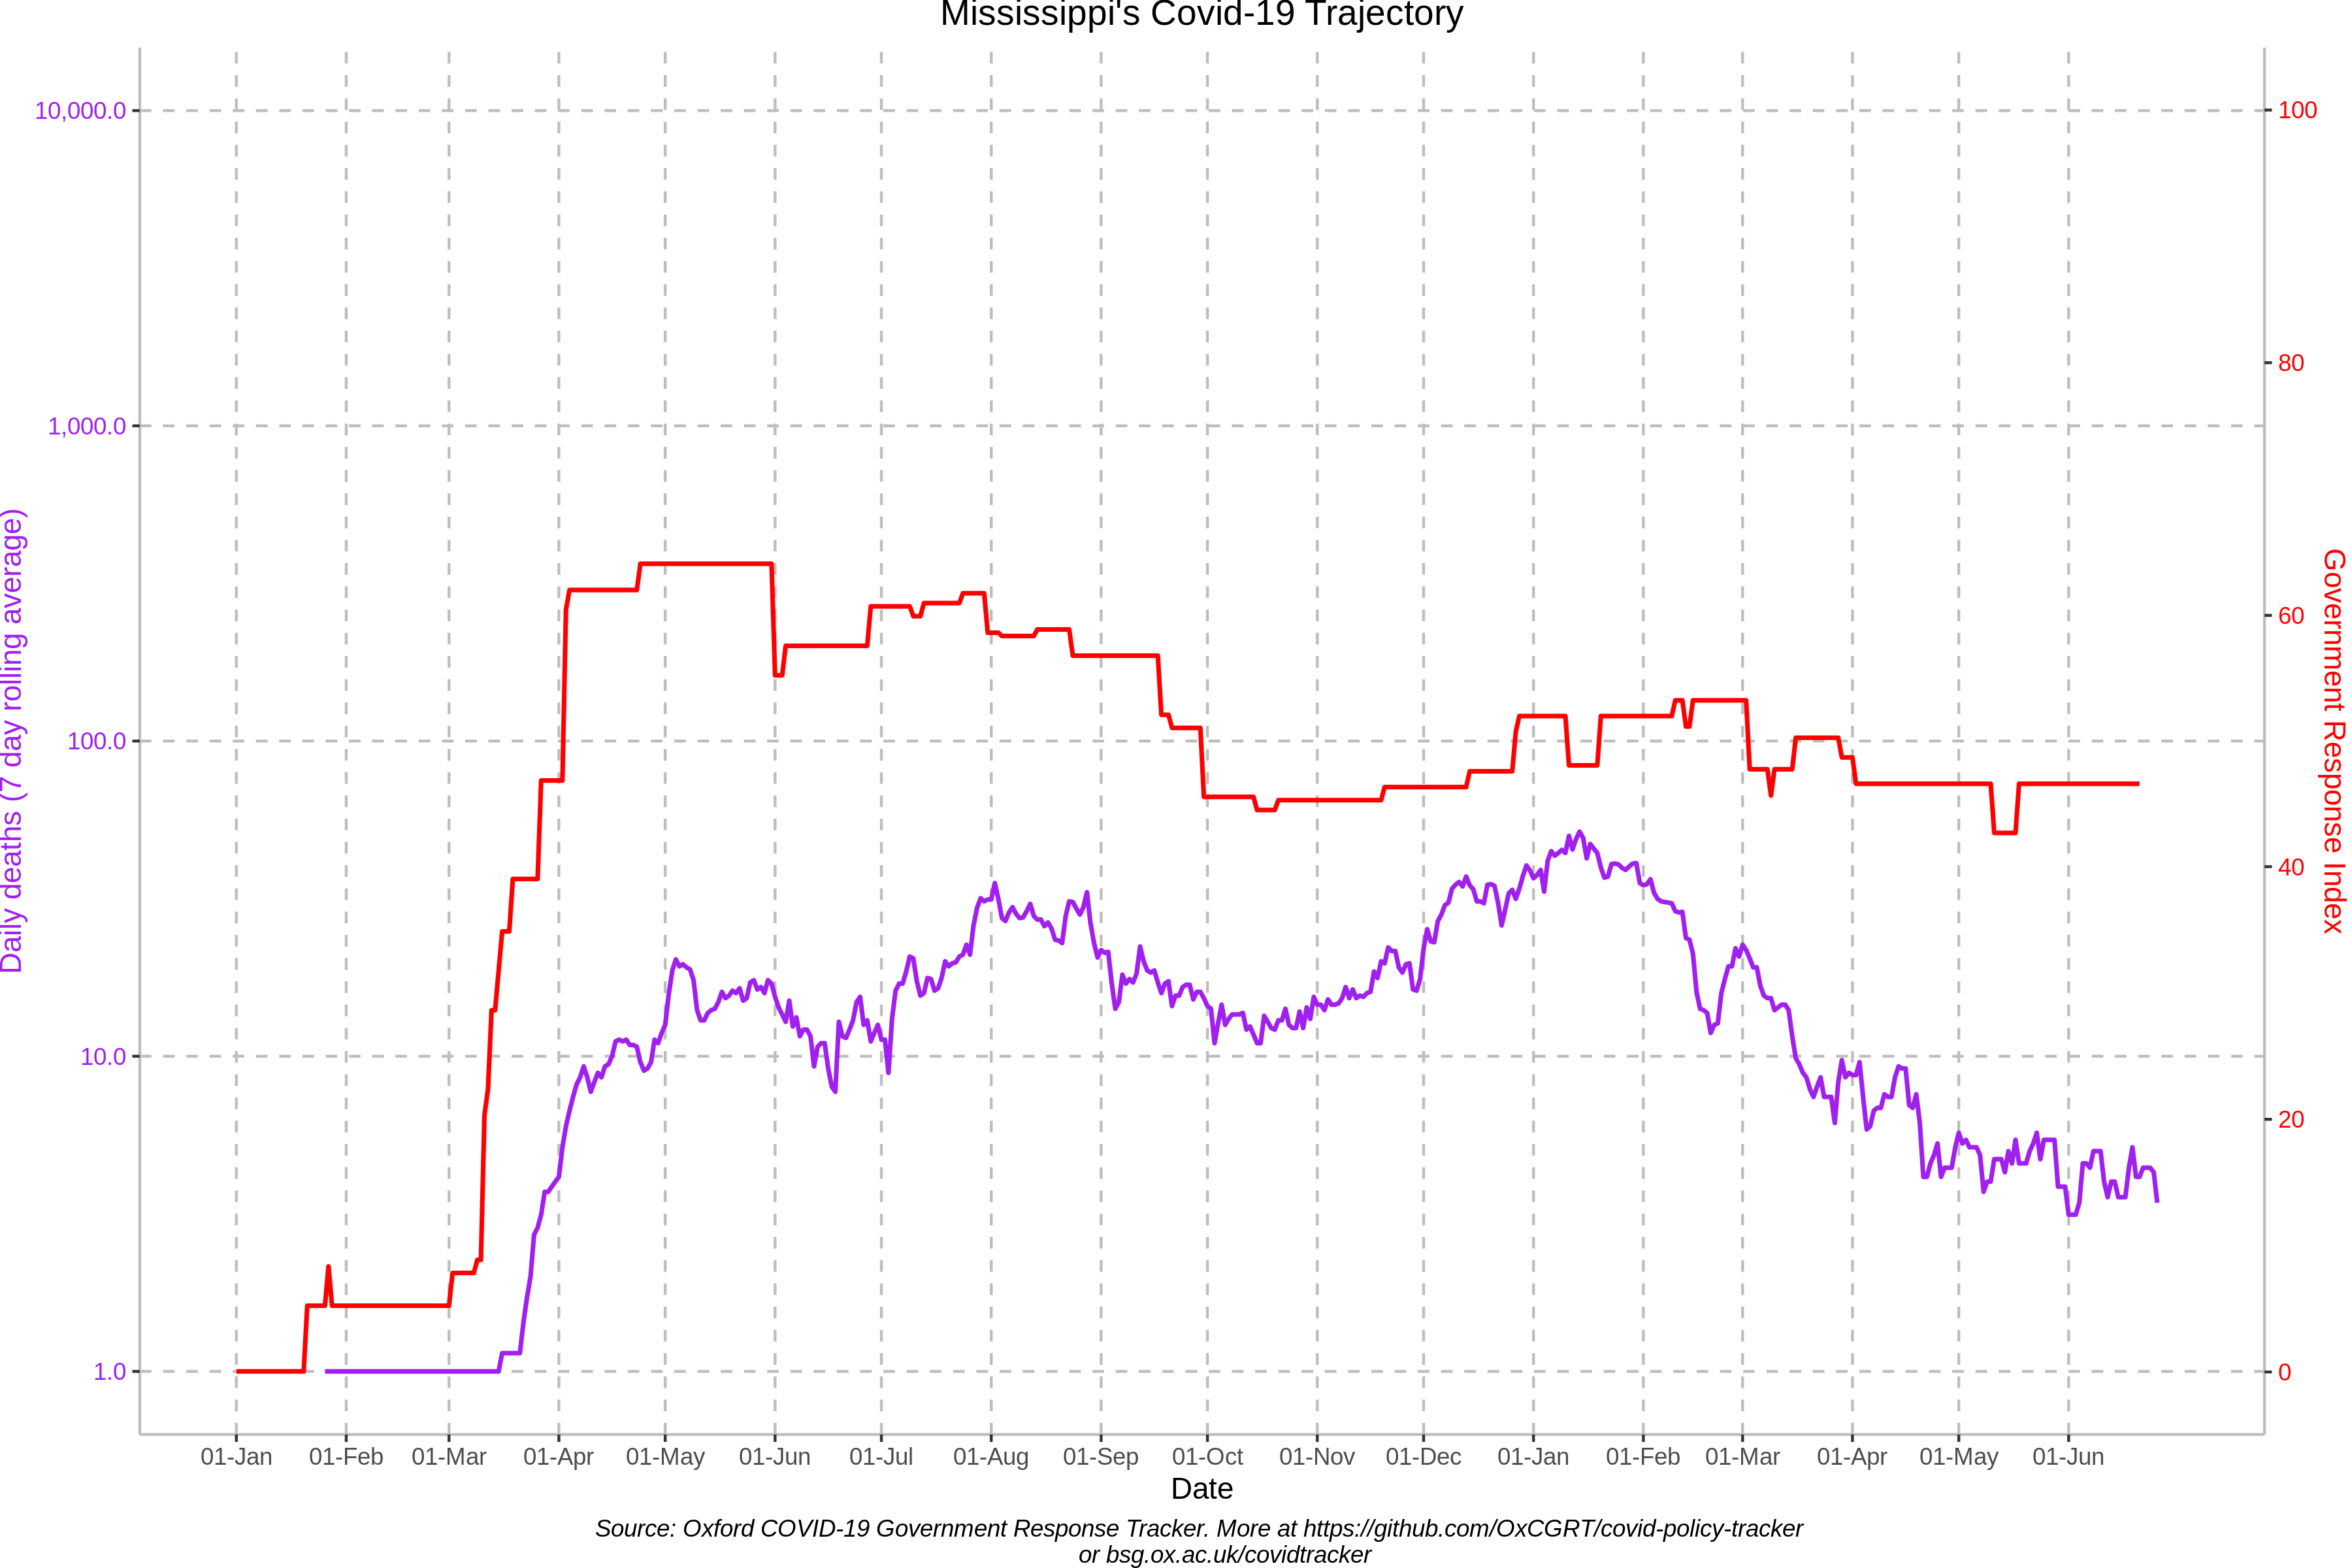 Mississippi's Covid-19 Trajectory
10,000.0
1,000.0
100.0
10.0
1.0
Daily deaths (7 day rolling average)
100
80
60
40
20
0
Government Response Index
01-Jan 01-Feb 01-Mar 01-Apr 01-May 01-Jun 01-Jul 01-Aug 01-Sep 01-Oct 01-Nov 01-Dec 01-Jan 01-Feb 01-Mar 01-Apr 01-May 01-Jun
Date
Source: Oxford COVID-19 Government Response Tracker. More at https://github.com/OxCGRT/covid-policy-tracker
or bsg.ox.ac.uk/covidtracker